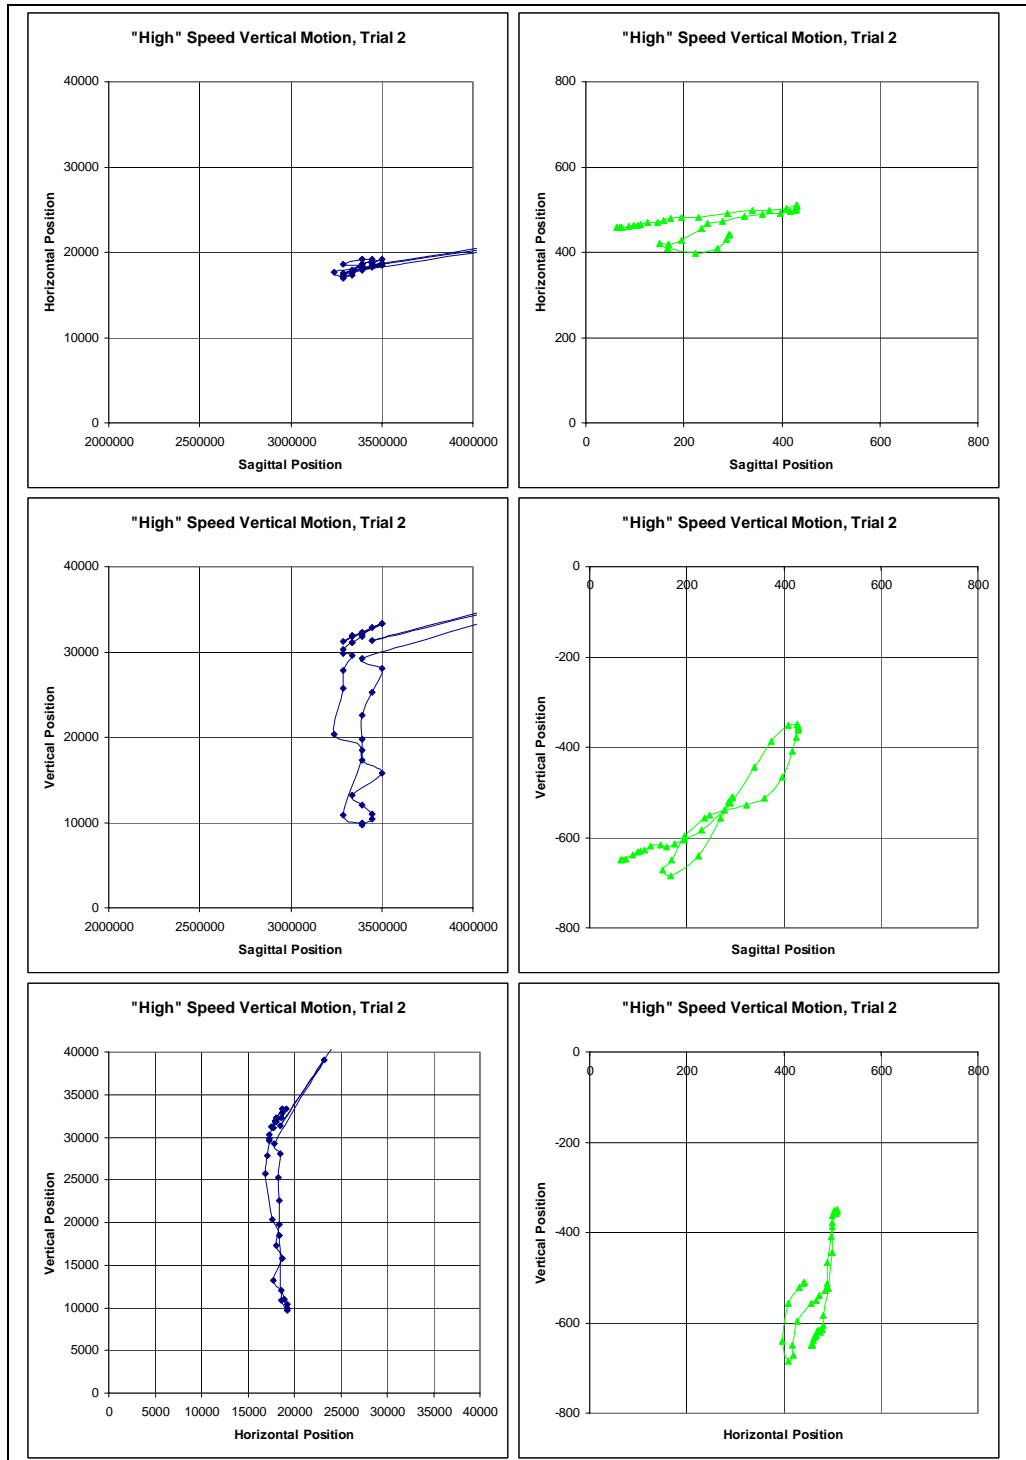 "High" Speed Vertical Motion, Trial 2
40000
30000
20000
10000
0
Horizontal Position
2000000 2500000 3000000 3500000 4000000
Sagittal Position
"High" Speed Vertical Motion, Trial 2
800
600
400
200
0
Horizontal Position
0 200 400 600 800
Sagittal Position
"High" Speed Vertical Motion, Trial 2
40000
30000
20000
10000
0
Vertical Position
2000000 2500000 3000000 3500000 4000000
Sagittal Position
"High" Speed Vertical Motion, Trial 2
0
-200
-400
-600
-800
Vertical Position
0 200 400 600 800
Sagittal Position
"High" Speed Vertical Motion, Trial 2
40000
35000
30000
25000
20000
15000
10000
5000
0
Vertical Position
0 5000 10000 15000 20000 25000 30000 35000 40000
Horizontal Position
"High" Speed Vertical Motion, Trial 2
0
-200
-400
-600
-800
Vertical Position
0 200 400 600 800
Horizontal Position